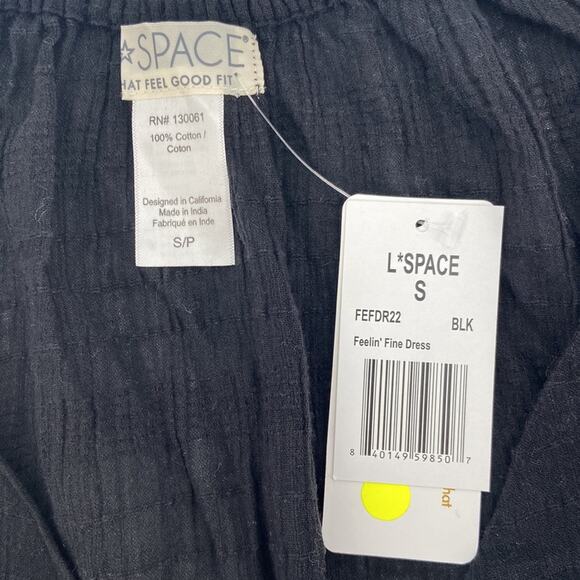 ☆SPACE®
HAT FEEL GOOD FIT
RN# 130061
100% Cotton /
Coton
Designed in California
Made in India
Fabriqué en Inde
S/P
L*SPACE
S
FEFDR22 BLK
Feelin' Fine Dress
8 40149 59850 7
hat